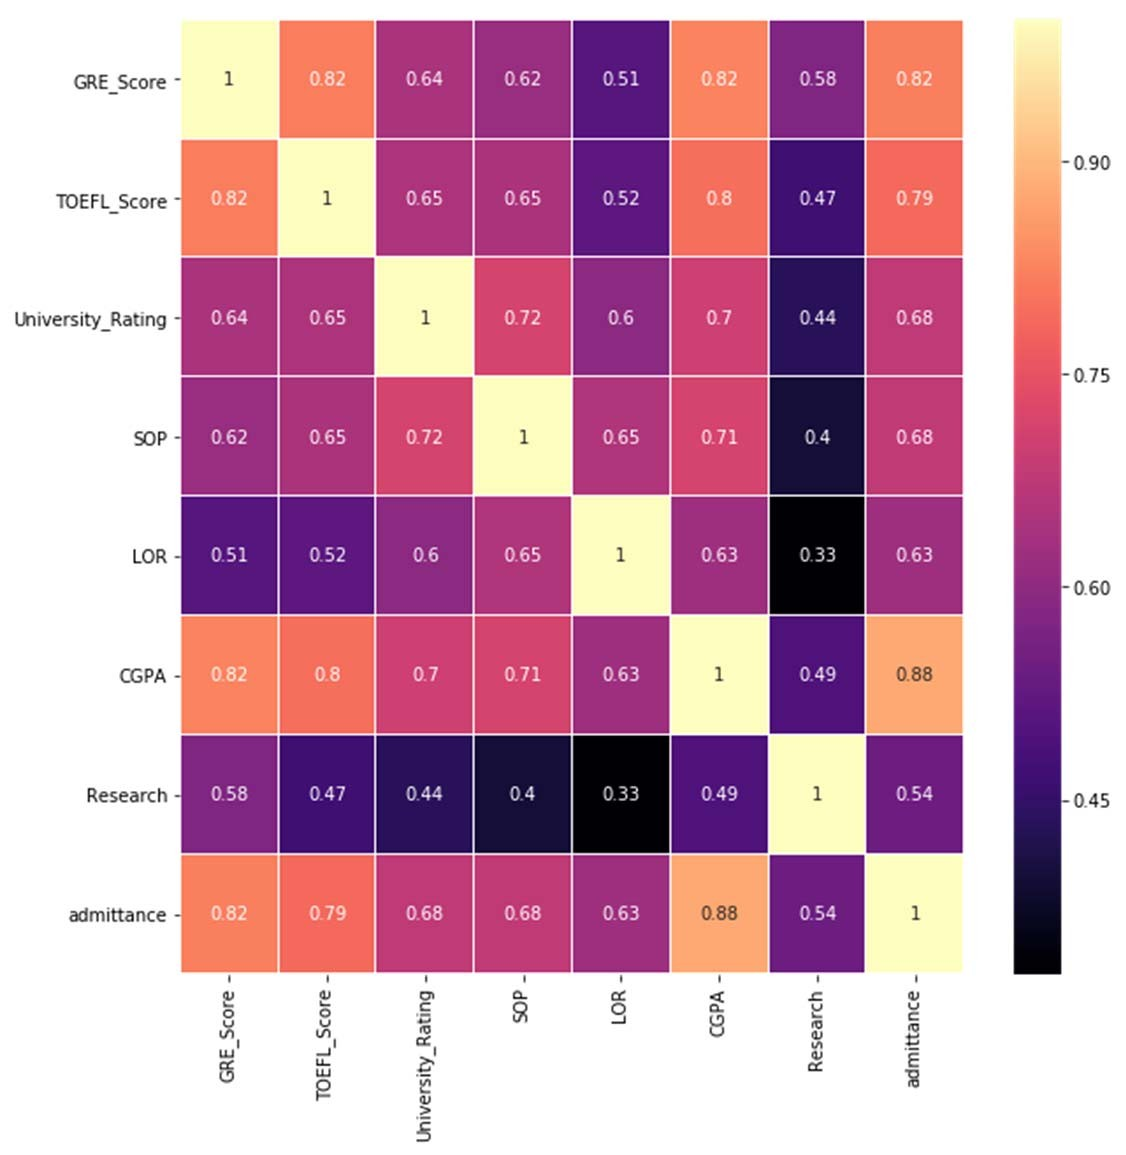 GRE_Score 1 0.82 0.64 0.62 0.51 0.82 0.58 0.82
TOEFL_Score 0.82 1 0.65 0.65 0.52 0.8 0.47 0.79
University_Rating 0.64 0.65 1 0.72 0.6 0.7 0.44 0.68
SOP 0.62 0.65 0.72 1 0.65 0.71 0.4 0.68
LOR 0.51 0.52 0.6 0.65 1 0.63 0.33 0.63
CGPA 0.82 0.8 0.7 0.71 0.63 1 0.49 0.88
Research 0.58 0.47 0.44 0.4 0.33 0.49 1 0.54
admittance 0.82 0.79 0.68 0.68 0.63 0.88 0.54 1
GRE_Score
TOEFL_Score
University_Rating
SOP
LOR
CGPA
Research
admittance
0.90
0.75
0.60
0.45